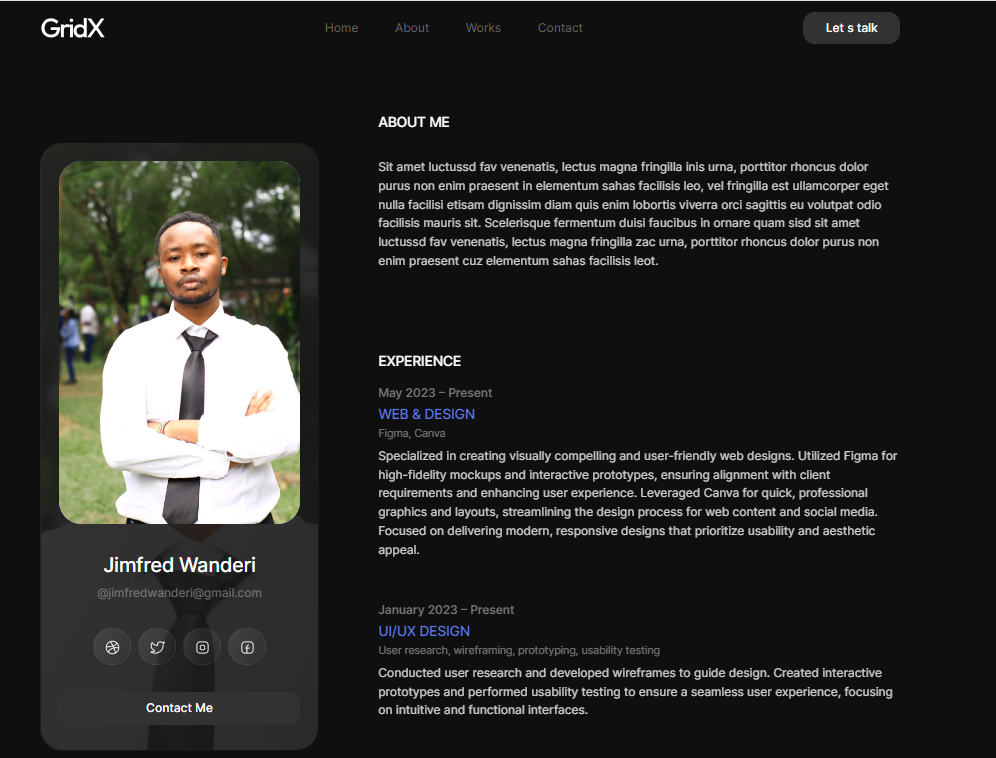 GridX
Home
About
Works
Contact
Let s talk
ABOUT ME
Sit amet luctussd fav venenatis, lectus magna fringilla inis urna, porttitor rhoncus dolor
purus non enim praesent in elementum sahas facilisis leo, vel fringilla est ullamcorper eget
nulla facilisi etisam dignissim diam quis enim lobortis viverra orci sagittis eu volutpat odio
facilisis mauris sit. Scelerisque fermentum duisi faucibus in ornare quam sisd sit amet
luctussd fav venenatis, lectus magna fringilla zac urna, porttitor rhoncus dolor purus non
enim praesent cuz elementum sahas facilisis leot.
EXPERIENCE
May 2023 – Present
WEB & DESIGN
Figma, Canva
Specialized in creating visually compelling and user-friendly web designs. Utilized Figma for
high-fidelity mockups and interactive prototypes, ensuring alignment with client
requirements and enhancing user experience. Leveraged Canva for quick, professional
graphics and layouts, streamlining the design process for web content and social media.
Focused on delivering modern, responsive designs that prioritize usability and aesthetic
appeal.
January 2023 – Present
UI/UX DESIGN
User research, wireframing, prototyping, usability testing
Conducted user research and developed wireframes to guide design. Created interactive
prototypes and performed usability testing to ensure a seamless user experience, focusing
on intuitive and functional interfaces.
Jimfred Wanderi
@jimfredwanderi@gmail.com
Contact Me